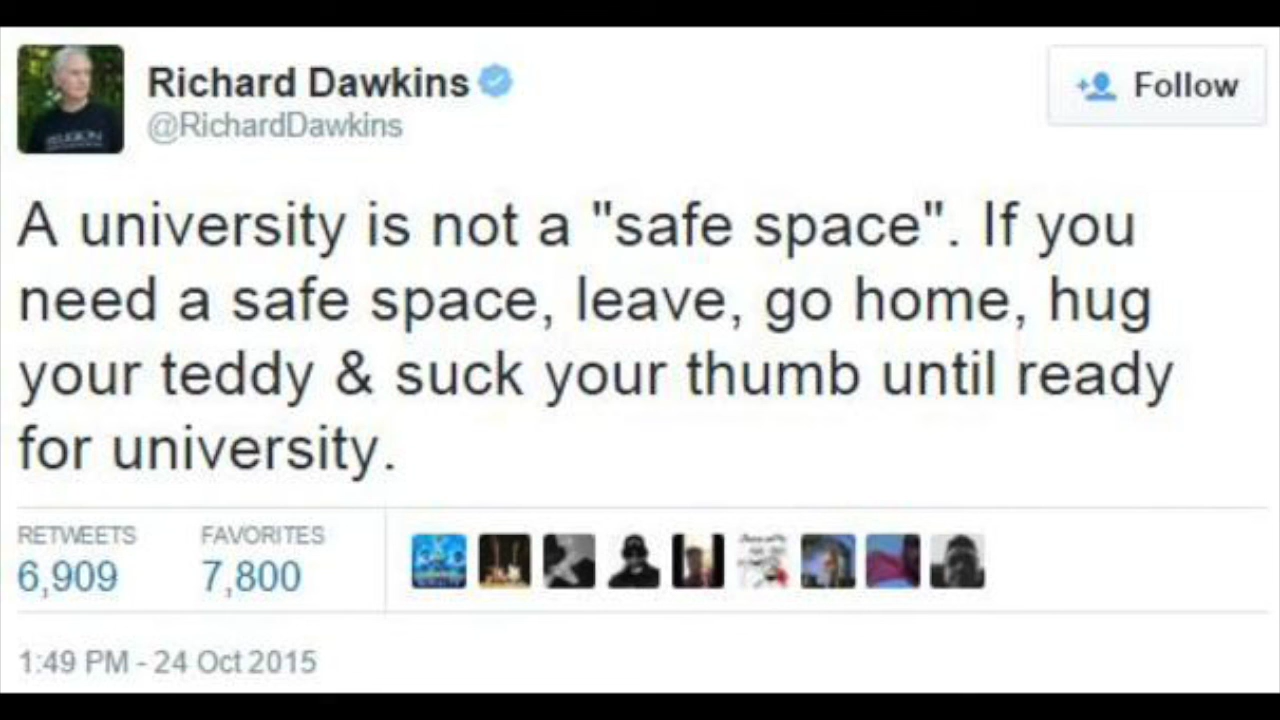 Richard Dawkins
@RichardDawkins
Follow
A university is not a "safe space". If you
need a safe space, leave, go home, hug
your teddy & suck your thumb until ready
for university.
RETWEETS FAVORITES
6,909 7,800
1:49 PM - 24 Oct 2015